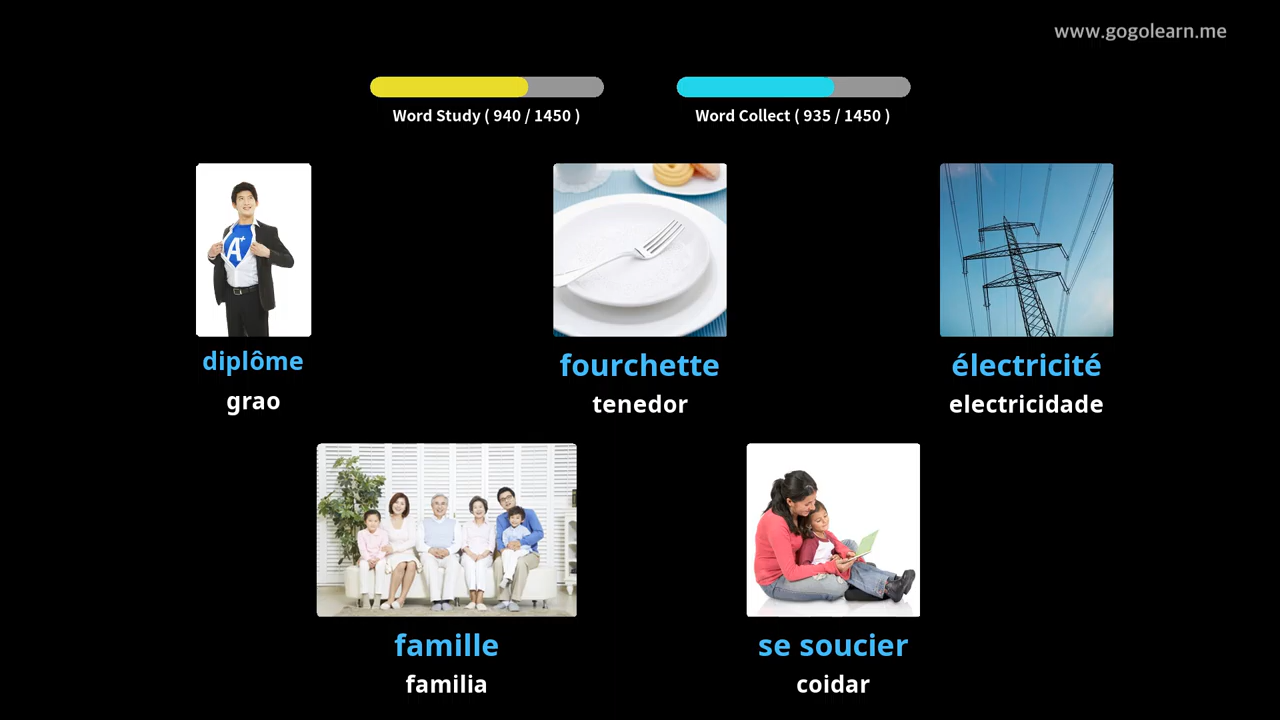 www.gogolearn.me
Word Study ( 940 / 1450 )
Word Collect ( 935 / 1450 )
A+
diplôme
grao
fourchette
tenedor
électricité
electricidade
famille
familia
se soucier
coidar